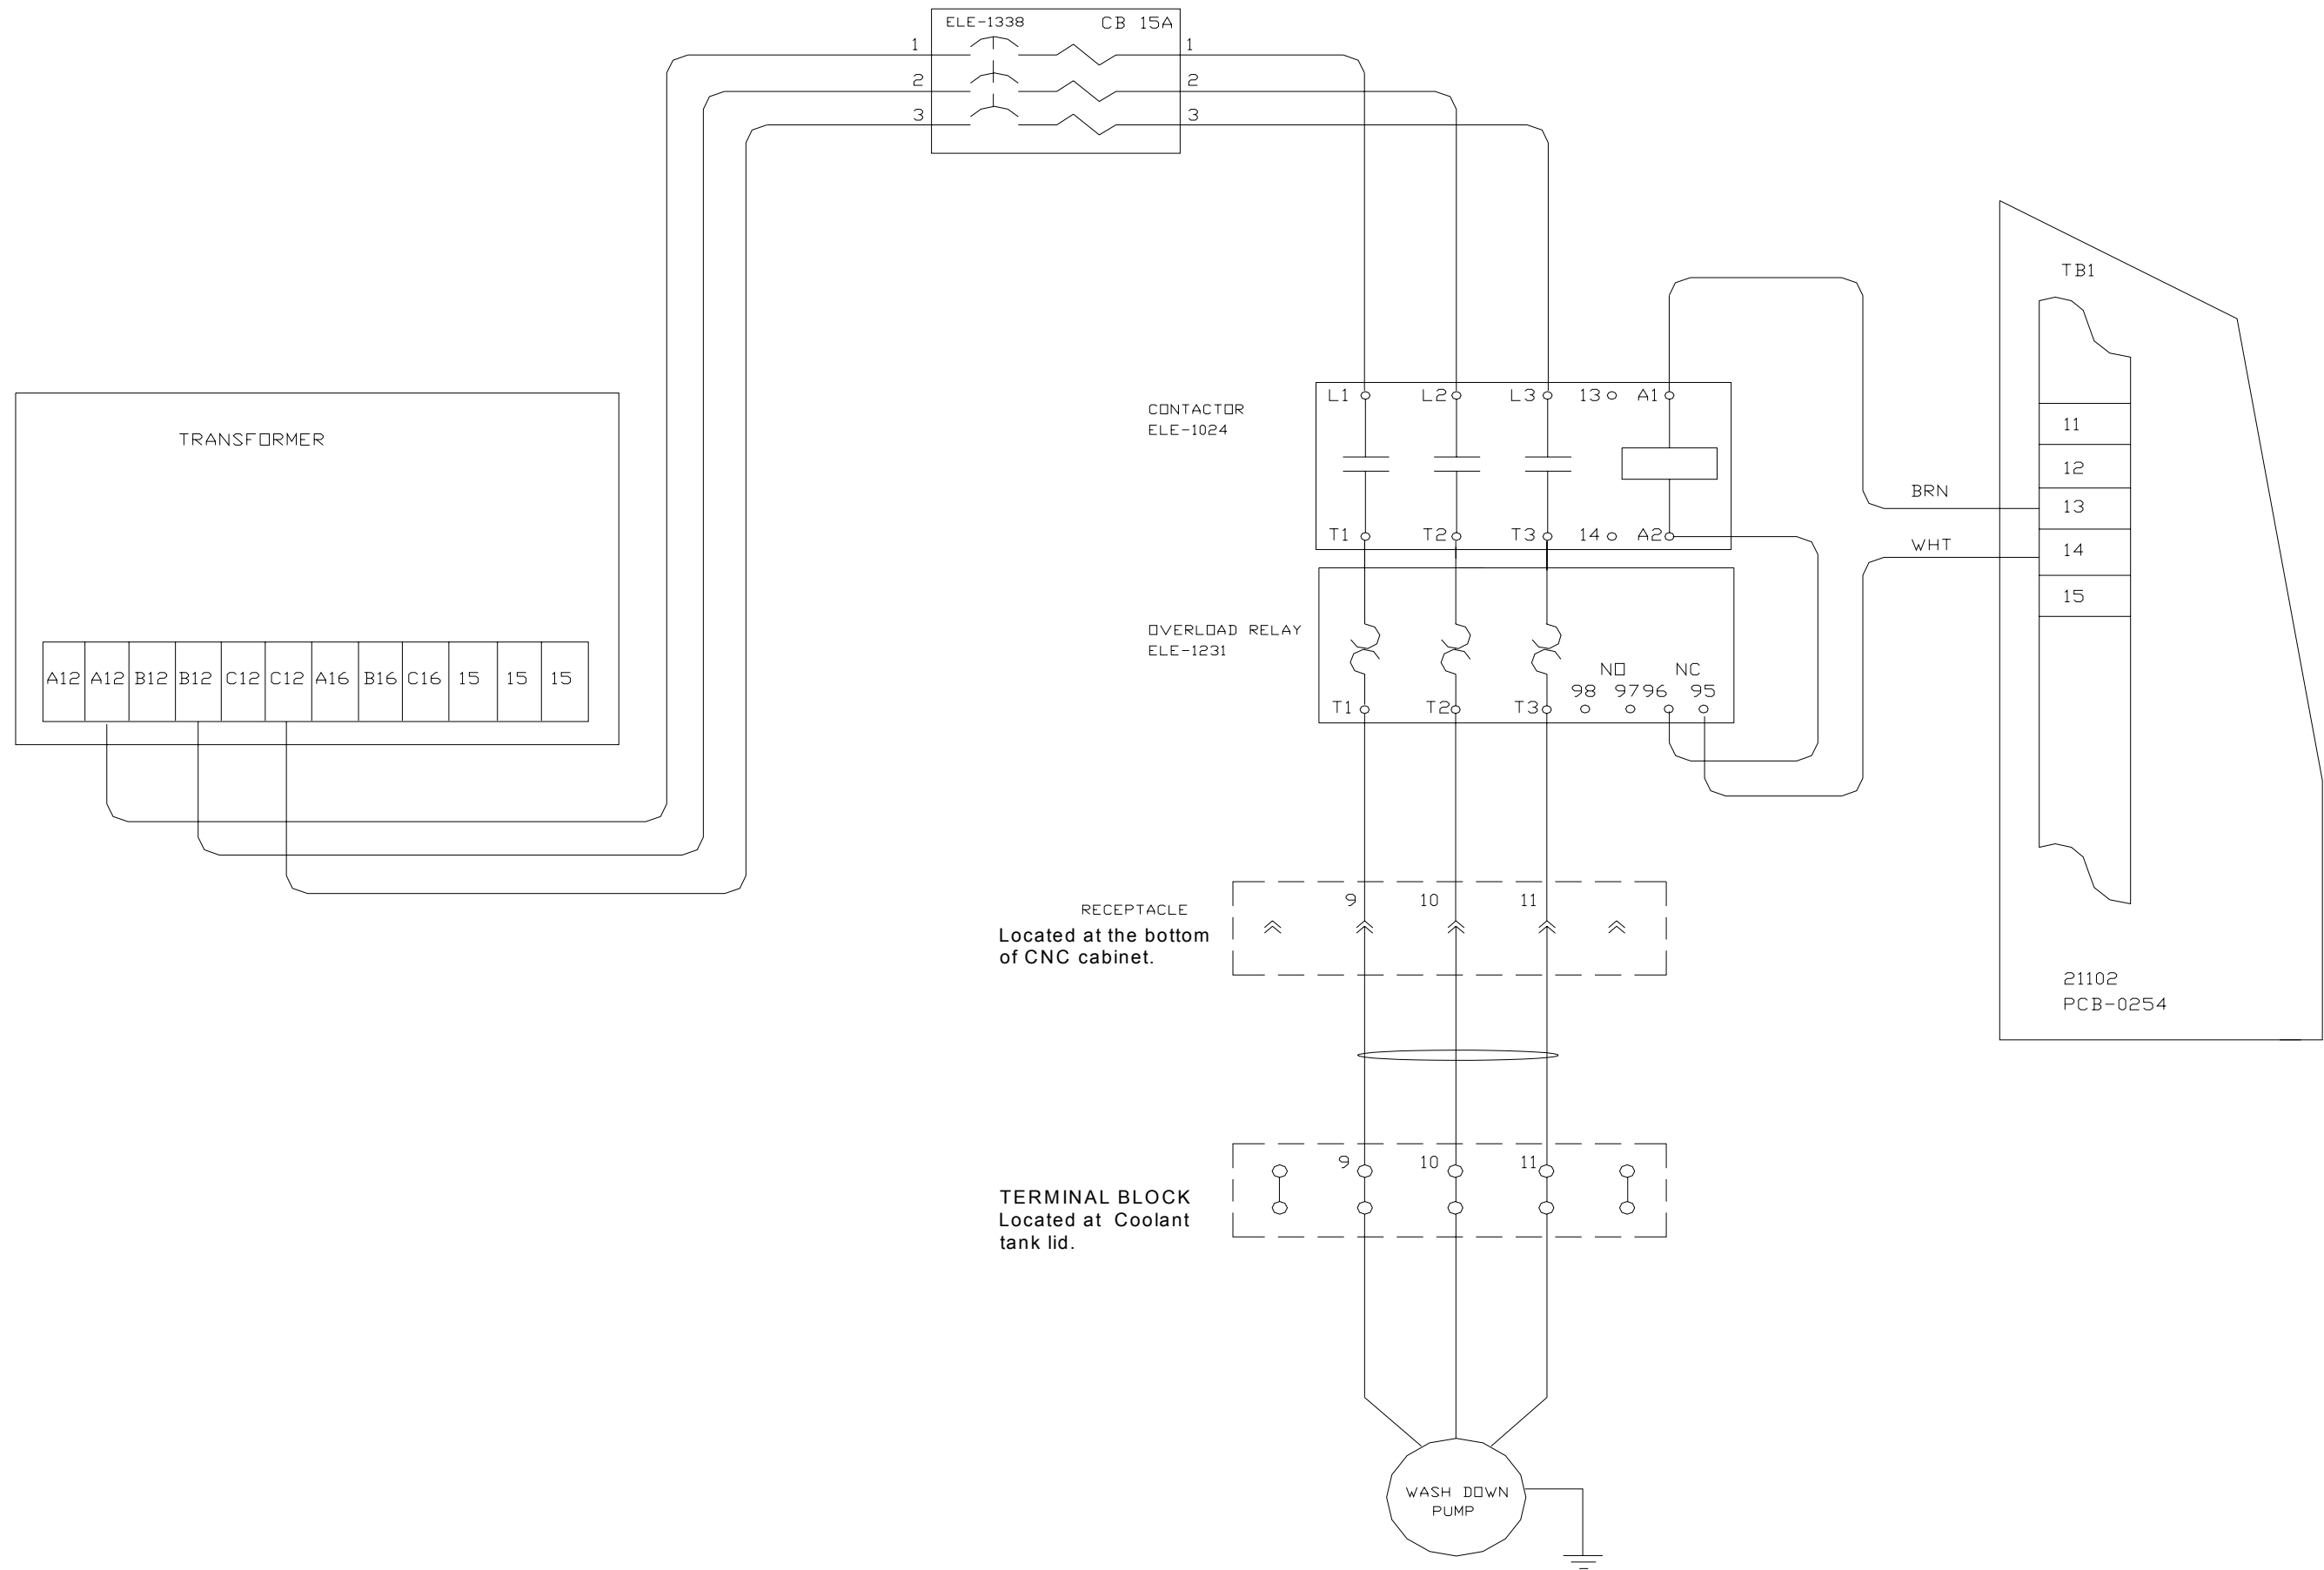 ELE-1338 CB 15A
1 1
2 2
3 3
TB1
TRANSFORMER
CONTACTOR
ELE-1024
L1 L2 L3 13 A1
11
12
BRN
13
T1 T2 T3 14 A2
WHT
14
15
OVERLOAD RELAY
ELE-1231
NO NC
98 97 96 95
T1 T2 T3
A12 A12 B12 B12 C12 C12 A16 B16 C16 15 15 15
9 10 11
RECEPTACLE
Located at the bottom
of CNC cabinet.
21102
PCB-0254
9 10 11
TERMINAL BLOCK
Located at Coolant
tank lid.
WASH DOWN
PUMP